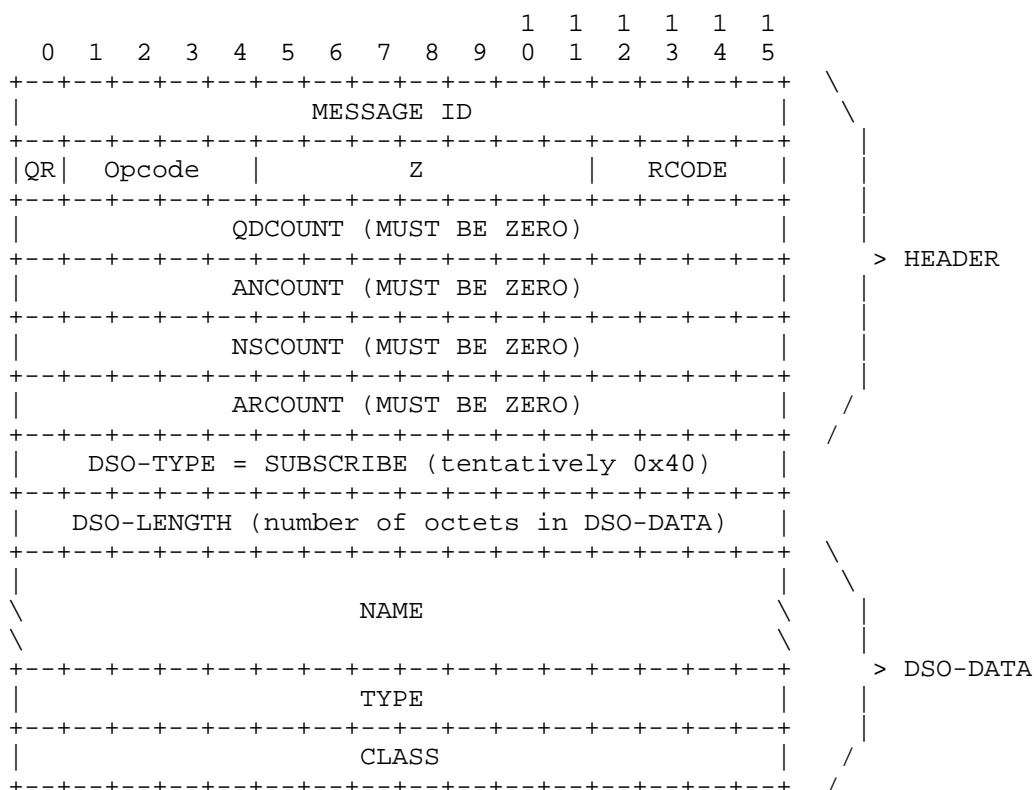 1  1  1  1  1  1
   0  1  2  3  4  5  6  7  8  9  0  1  2  3  4  5
 +--+--+--+--+--+--+--+--+--+--+--+--+--+--+--+--+  \
 |                  MESSAGE ID                   |   \
 +--+--+--+--+--+--+--+--+--+--+--+--+--+--+--+--+    |
 |QR|  Opcode   |         Z          |   RCODE   |    |
 +--+--+--+--+--+--+--+--+--+--+--+--+--+--+--+--+    |
 |             QDCOUNT (MUST BE ZERO)            |    |
 +--+--+--+--+--+--+--+--+--+--+--+--+--+--+--+--+     > HEADER
 |             ANCOUNT (MUST BE ZERO)            |    |
 +--+--+--+--+--+--+--+--+--+--+--+--+--+--+--+--+    |
 |             NSCOUNT (MUST BE ZERO)            |    |
 +--+--+--+--+--+--+--+--+--+--+--+--+--+--+--+--+    |
 |             ARCOUNT (MUST BE ZERO)            |   /
 +--+--+--+--+--+--+--+--+--+--+--+--+--+--+--+--+  /
 |    DSO-TYPE = SUBSCRIBE (tentatively 0x40)    |
 +--+--+--+--+--+--+--+--+--+--+--+--+--+--+--+--+
 |   DSO-LENGTH (number of octets in DSO-DATA)   |
 +--+--+--+--+--+--+--+--+--+--+--+--+--+--+--+--+  \
 |                                               |   \
 \                     NAME                      \    |
 \                                               \    |
 +--+--+--+--+--+--+--+--+--+--+--+--+--+--+--+--+     > DSO-DATA
 |                     TYPE                      |    |
 +--+--+--+--+--+--+--+--+--+--+--+--+--+--+--+--+    |
 |                     CLASS                     |   /
 +--+--+--+--+--+--+--+--+--+--+--+--+--+--+--+--+  /